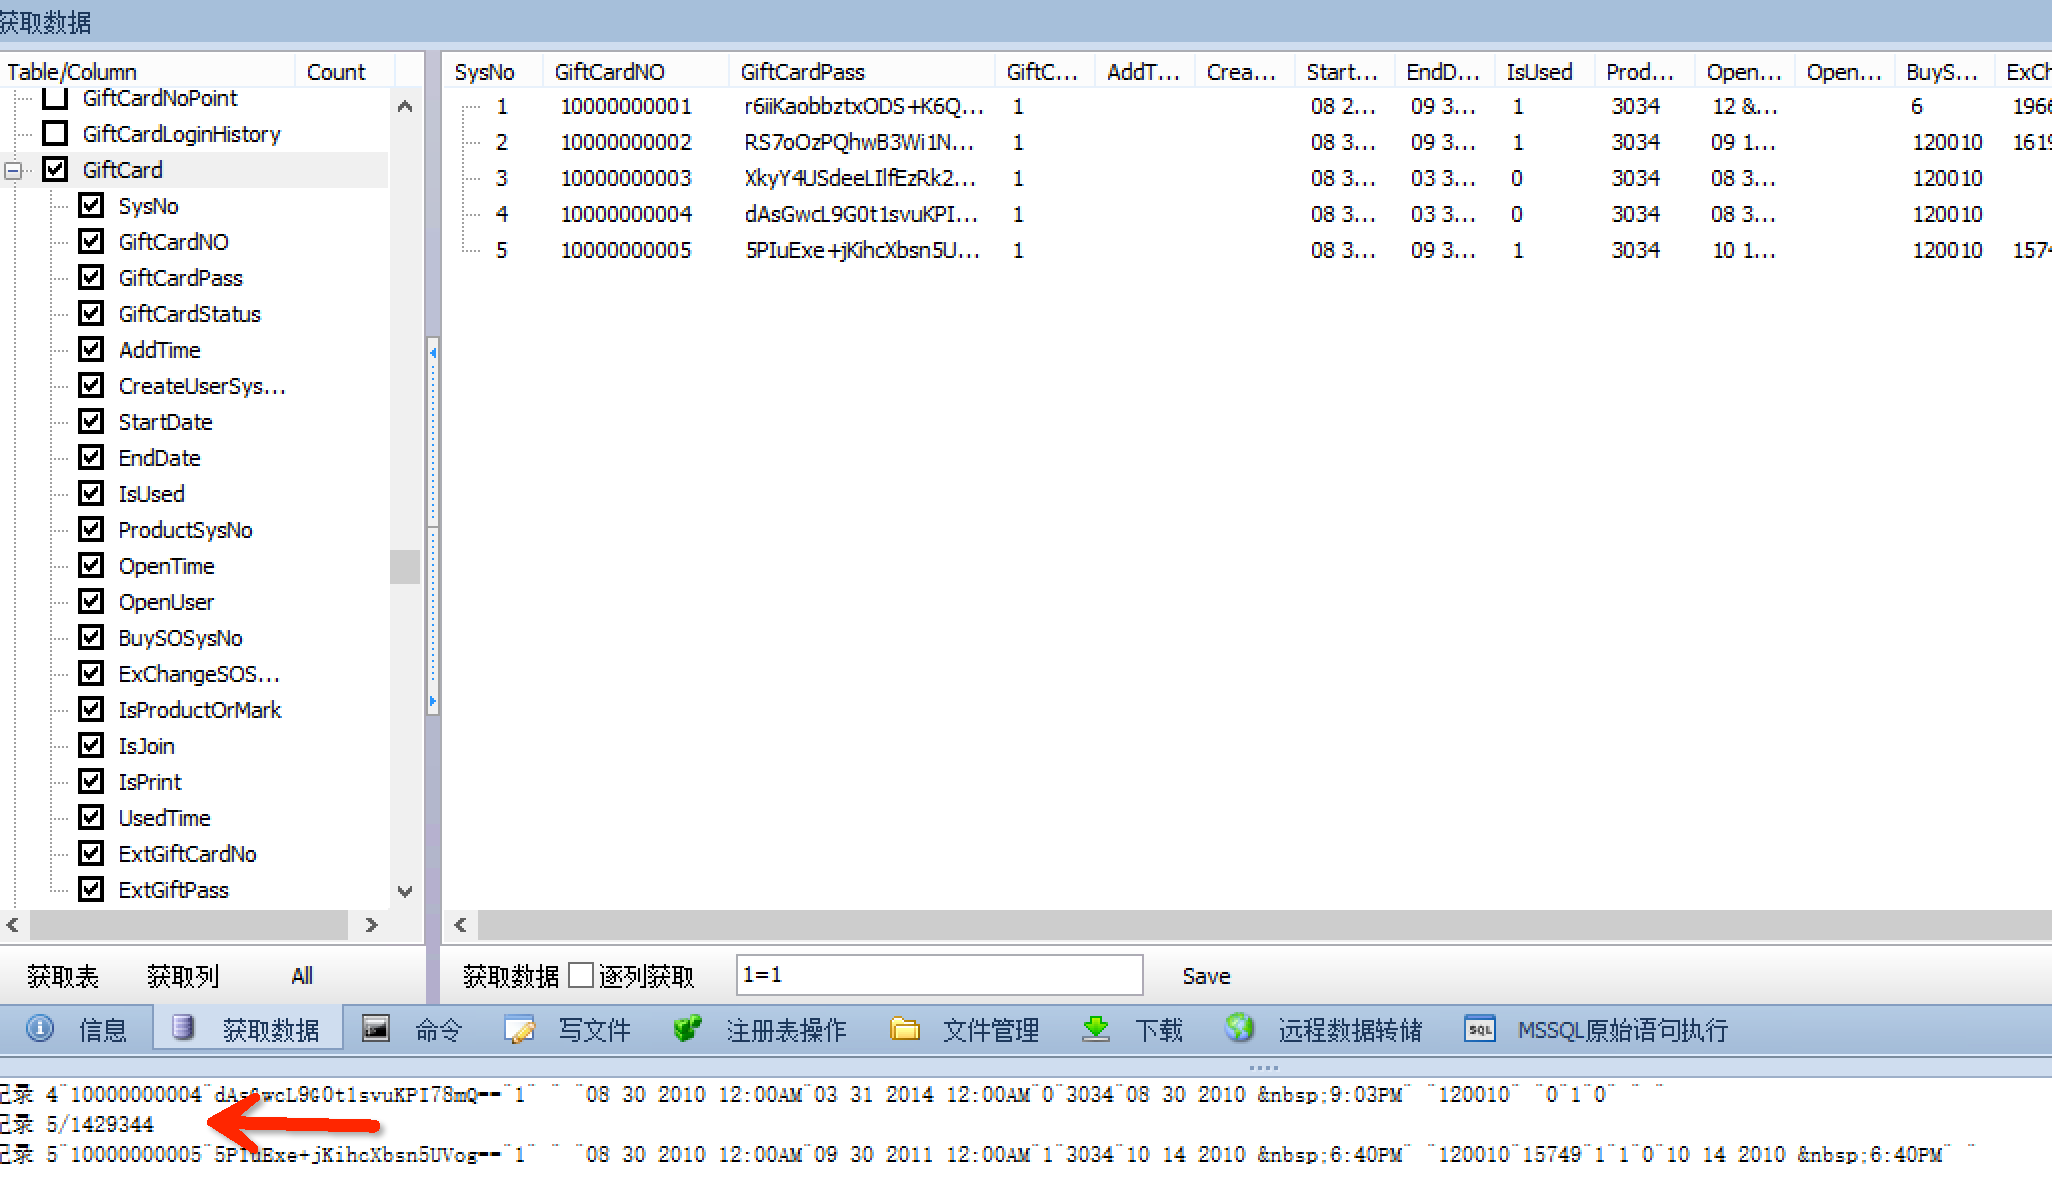 获取数据
Table/Column Count
GiftCardNoPoint
GiftCardLoginHistory
GiftCard
SysNo
GiftCardNO
GiftCardPass
GiftCardStatus
AddTime
CreateUserSys...
StartDate
EndDate
IsUsed
ProductSysNo
OpenTime
OpenUser
BuySOSysNo
ExChangeSOS...
IsProductOrMark
IsJoin
IsPrint
UsedTime
ExtGiftCardNo
ExtGiftPass
获取表 获取列 All
SysNo GiftCardNO GiftCardPass GiftC... AddT... Crea... Start... EndD... IsUsed Prod... Open... Open... BuyS... ExCh
1 10000000001 r6iiKaobbztxODS+K6Q... 1 08 2... 09 3... 1 3034 12 &... 6 1966
2 10000000002 RS7oOzPQhwB3Wi1N... 1 08 3... 09 3... 1 3034 09 1... 120010 1619
3 10000000003 XkyY4USdeeLIlfEzRk2... 1 08 3... 03 3... 0 3034 08 3... 120010
4 10000000004 dAsGwcL9G0t1svuKPI... 1 08 3... 03 3... 0 3034 08 3... 120010
5 10000000005 5PIuExe+jKihcXbsn5U... 1 08 3... 09 3... 1 3034 10 1... 120010 1574
获取数据 逐列获取 1=1 Save
信息 获取数据 命令 写文件 注册表操作 文件管理 下载 远程数据转储 MSSQL原始语句执行
记录 4¨10000000004¨dAsGwcL9G0t1svuKPI78mQ==¨1¨ ¨ ¨08 30 2010 12:00AM¨03 31 2014 12:00AM¨0¨3034¨08 30 2010 &nbsp;9:03PM¨ ¨120010¨ ¨0¨1¨0¨ ¨ ¨
记录 5/1429344
记录 5¨10000000005¨5PIuExe+jKihcXbsn5UVog==¨1¨ ¨ ¨08 30 2010 12:00AM¨09 30 2011 12:00AM¨1¨3034¨10 14 2010 &nbsp;6:40PM¨ ¨120010¨15749¨1¨1¨0¨10 14 2010 &nbsp;6:40PM¨ ¨